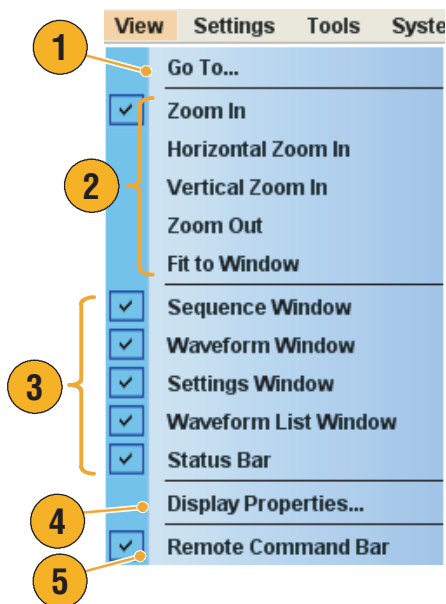 View Settings Tools Syste
1
Go To...
Zoom In
Horizontal Zoom In
2
Vertical Zoom In
Zoom Out
Fit to Window
Sequence Window
Waveform Window
3
Settings Window
Waveform List Window
Status Bar
4
Display Properties...
Remote Command Bar
5